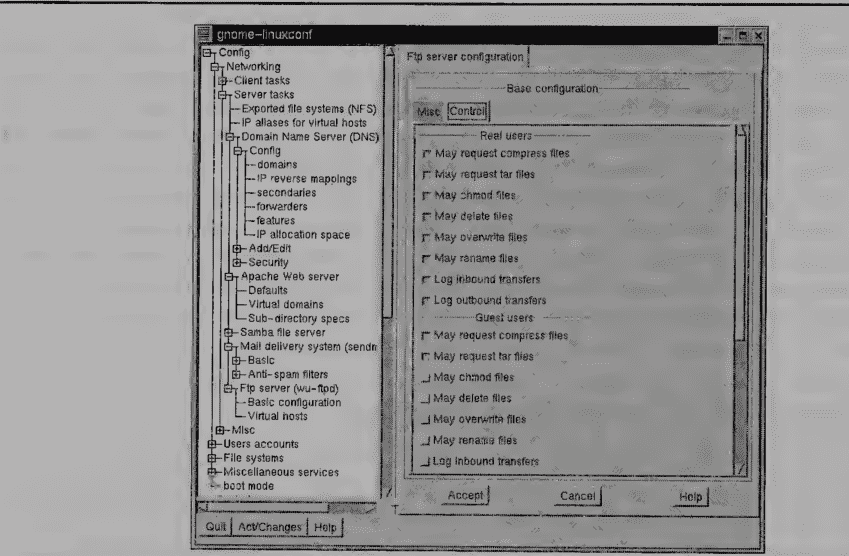 gnome-linuxconf
Config
Networking
Client tasks
Server tasks
Exported file systems (NFS)
IP aliases for virtual hosts
Domain Name Server (DNS)
Config
domains
IP reverse mappings
secondaries
forwarders
features
IP allocation space
Add/Edit
Security
Apache Web server
Defaults
Virtual domains
Sub-directory specs
Samba file server
Mail delivery system (sendm
Basic
Anti-spam filters
Ftp server (wu-ftpd)
Basic configuration
Virtual hosts
Misc
Users accounts
File systems
Miscellaneous services
boot mode
Quit Act/Changes Help
Ftp server configuration
Base configuration
Misc Control
Real users
May request compress files
May request tar files
May chmod files
May delete files
May overwrite files
May rename files
Log inbound transfers
Log outbound transfers
Guest users
May request compress files
May request tar files
May chmod files
May delete files
May overwrite files
May rename files
Log inbound transfers
Accept Cancel Help